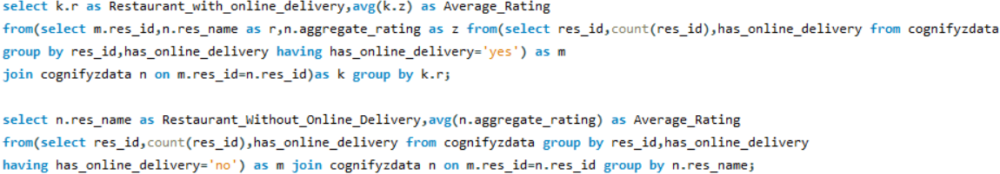 select k.r as Restaurant_with_online_delivery,avg(k.z) as Average_Rating
from(select m.res_id,n.res_name as r,n.aggregate_rating as z from(select res_id,count(res_id),has_online_delivery from cognifyzdata
group by res_id,has_online_delivery having has_online_delivery='yes') as m
join cognifyzdata n on m.res_id=n.res_id)as k group by k.r;
select n.res_name as Restaurant_Without_Online_Delivery,avg(n.aggregate_rating) as Average_Rating
from(select res_id,count(res_id),has_online_delivery from cognifyzdata group by res_id,has_online_delivery
having has_online_delivery='no') as m join cognifyzdata n on m.res_id=n.res_id group by n.res_name;